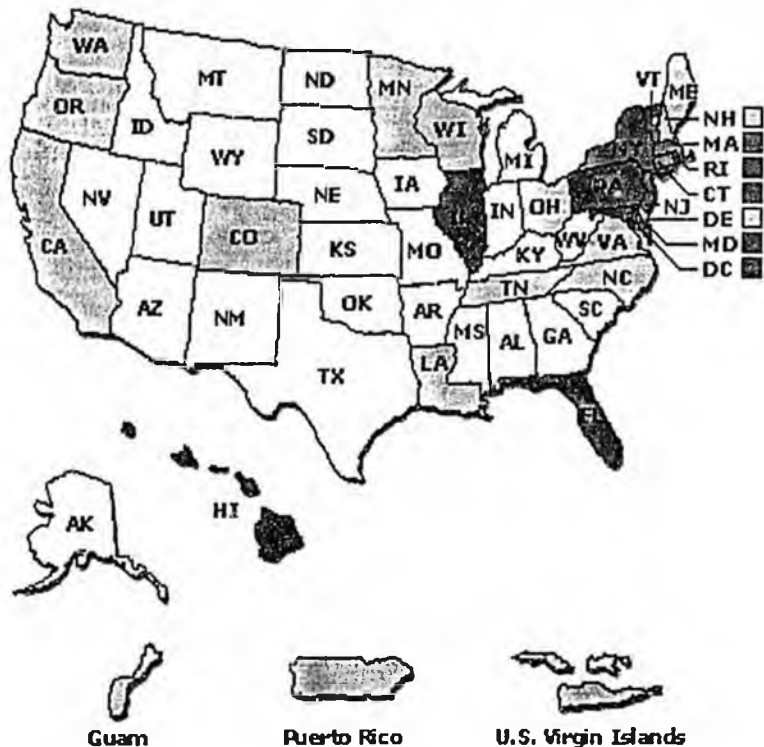 WA
MT
ND
MN
VT
ME
OR
ID
SD
WI
NH
WY
MI
NY
MA
RI
IA
PA
CT
NV
NE
NJ
UT
IL
IN
OH
DE
CA
CO
WV
VA
MD
KS
MO
KY
DC
TN
NC
AZ
NM
OK
AR
SC
MS
AL
GA
TX
LA
FL
HI
AK
Guam
Puerto Rico
U.S. Virgin Islands